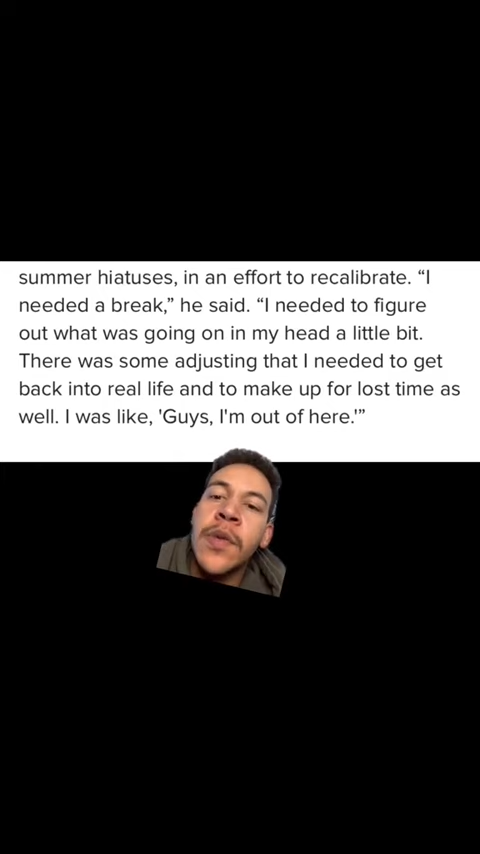 summer hiatuses, in an effort to recalibrate. “I
needed a break,” he said. “I needed to figure
out what was going on in my head a little bit.
There was some adjusting that I needed to get
back into real life and to make up for lost time as
well. I was like, 'Guys, I'm out of here.'”